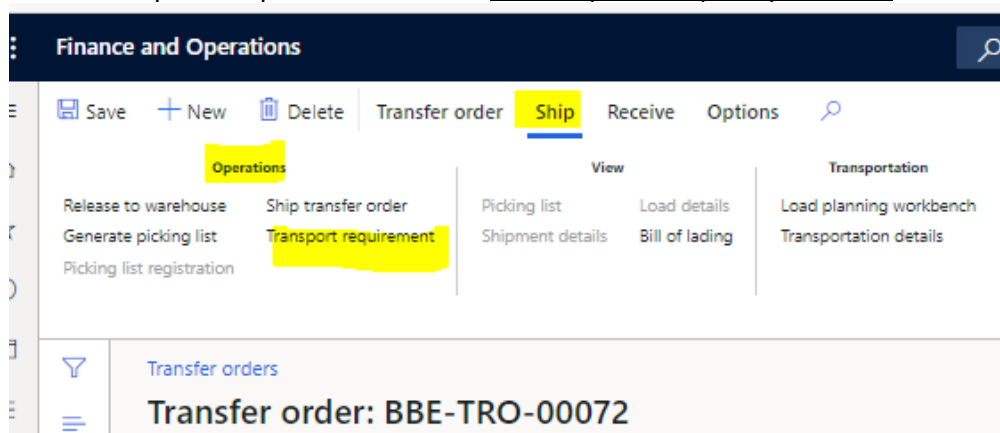 Finance and Operations
Save New Delete Transfer order Ship Receive Options
Operations View Transportation
Release to warehouse Ship transfer order Picking list Load details Load planning workbench
Generate picking list Transport requirement Shipment details Bill of lading Transportation details
Picking list registration
Transfer orders
Transfer order: BBE-TRO-00072